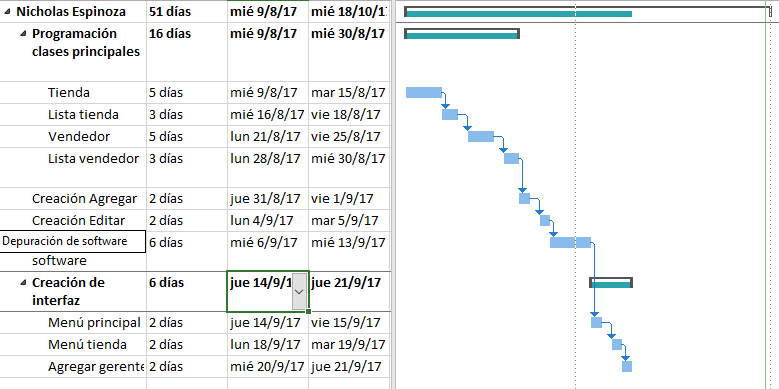 Nicholas Espinoza 51 días mié 9/8/17 mié 18/10/1
Programación 16 días mié 9/8/17 mié 30/8/17
clases principales
Tienda 5 días mié 9/8/17 mar 15/8/17
Lista tienda 3 días mié 16/8/17 vie 18/8/17
Vendedor 5 días lun 21/8/17 vie 25/8/17
Lista vendedor 3 días lun 28/8/17 mié 30/8/17
Creación Agregar 2 días jue 31/8/17 vie 1/9/17
Creación Editar 2 días lun 4/9/17 mar 5/9/17
Depuración de software 6 días mié 6/9/17 mié 13/9/17
software
Creación de 6 días jue 14/9/1 jue 21/9/17
interfaz
Menú principal 2 días jue 14/9/17 vie 15/9/17
Menú tienda 2 días lun 18/9/17 mar 19/9/17
Agregar gerente 2 días mié 20/9/17 jue 21/9/17